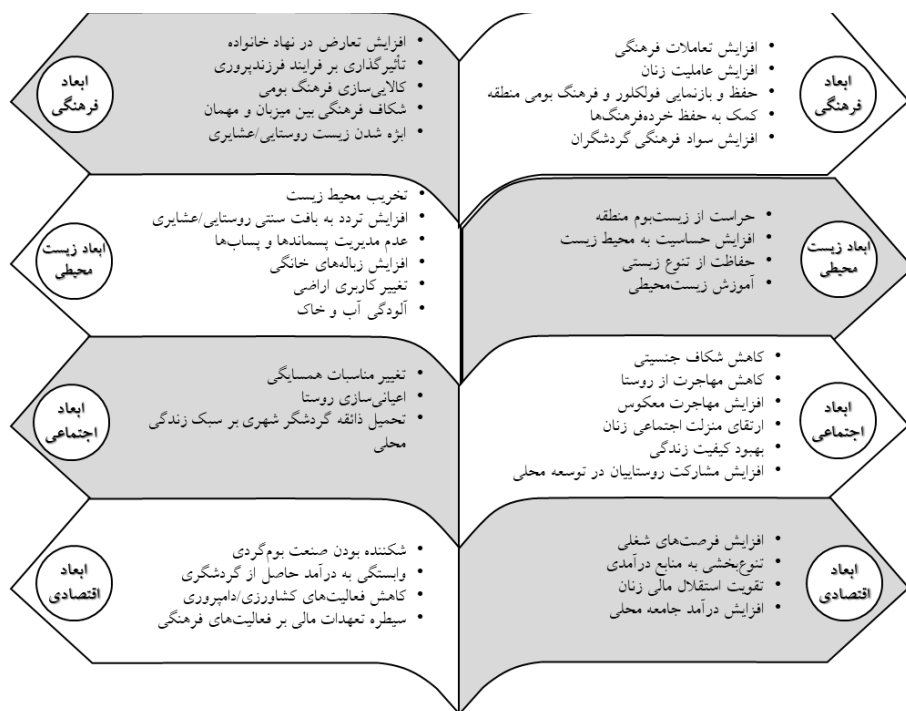 ابعاد
فرهنگی
افزایش تعاملات فرهنگی
افزایش عاملیت زنان
حفظ و بازنمایی فولکلور و فرهنگ بومی منطقه
کمک به حفظ خرده‌فرهنگ‌ها
افزایش سواد فرهنگی گردشگران
افزایش تعارض در نهاد خانواده
تأثیرگذاری بر فرایند فرزندپروری
کالایی‌سازی فرهنگ بومی
شکاف فرهنگی بین میزبان و مهمان
ابژه شدن زیست روستایی/عشایری
ابعاد
فرهنگی
ابعاد زیست
محیطی
حراست از زیست‌بوم منطقه
افزایش حساسیت به محیط زیست
حفاظت از تنوع زیستی
آموزش زیست‌محیطی
تخریب محیط زیست
افزایش تردد به بافت سنتی روستایی/عشایری
عدم مدیریت پسماندها و پساب‌ها
افزایش زباله‌های خانگی
تغییر کاربری اراضی
آلودگی آب و خاک
ابعاد زیست
محیطی
ابعاد
اجتماعی
کاهش شکاف جنسیتی
کاهش مهاجرت از روستا
افزایش مهاجرت معکوس
ارتقای منزلت اجتماعی زنان
بهبود کیفیت زندگی
افزایش مشارکت روستاییان در توسعه محلی
تغییر مناسبات همسایگی
اعیانی‌سازی روستا
تحمیل ذائقه گردشگر شهری بر سبک زندگی
محلی
ابعاد
اجتماعی
ابعاد
اقتصادی
افزایش فرصت‌های شغلی
تنوع‌بخشی به منابع درآمدی
تقویت استقلال مالی زنان
افزایش درآمد جامعه محلی
شکننده بودن صنعت بوم‌گردی
وابستگی به درآمد حاصل از گردشگری
کاهش فعالیت‌های کشاورزی/دامپروری
سیطره تعهدات مالی بر فعالیت‌های فرهنگی
ابعاد
اقتصادی